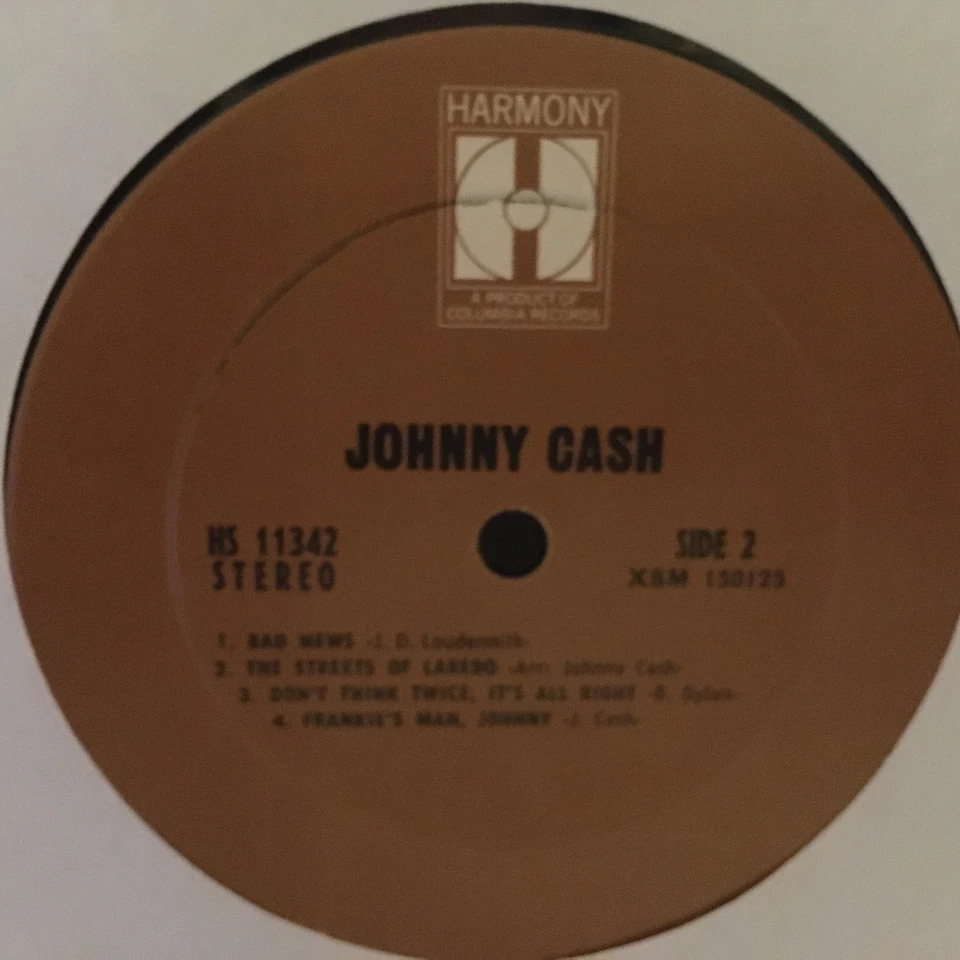 HARMONY
A PRODUCT OF
COLUMBIA RECORDS
JOHNNY CASH
HS 11342
STEREO
SIDE 2
XSM 150125
1. BAD NEWS -J. D. Loudermilk-
2. THE STREETS OF LAREDO -Arr. Johnny Cash-
3. DON'T THINK TWICE, IT'S ALL RIGHT -B. Dylan-
4. FRANKIE'S MAN, JOHNNY -J. Cash-